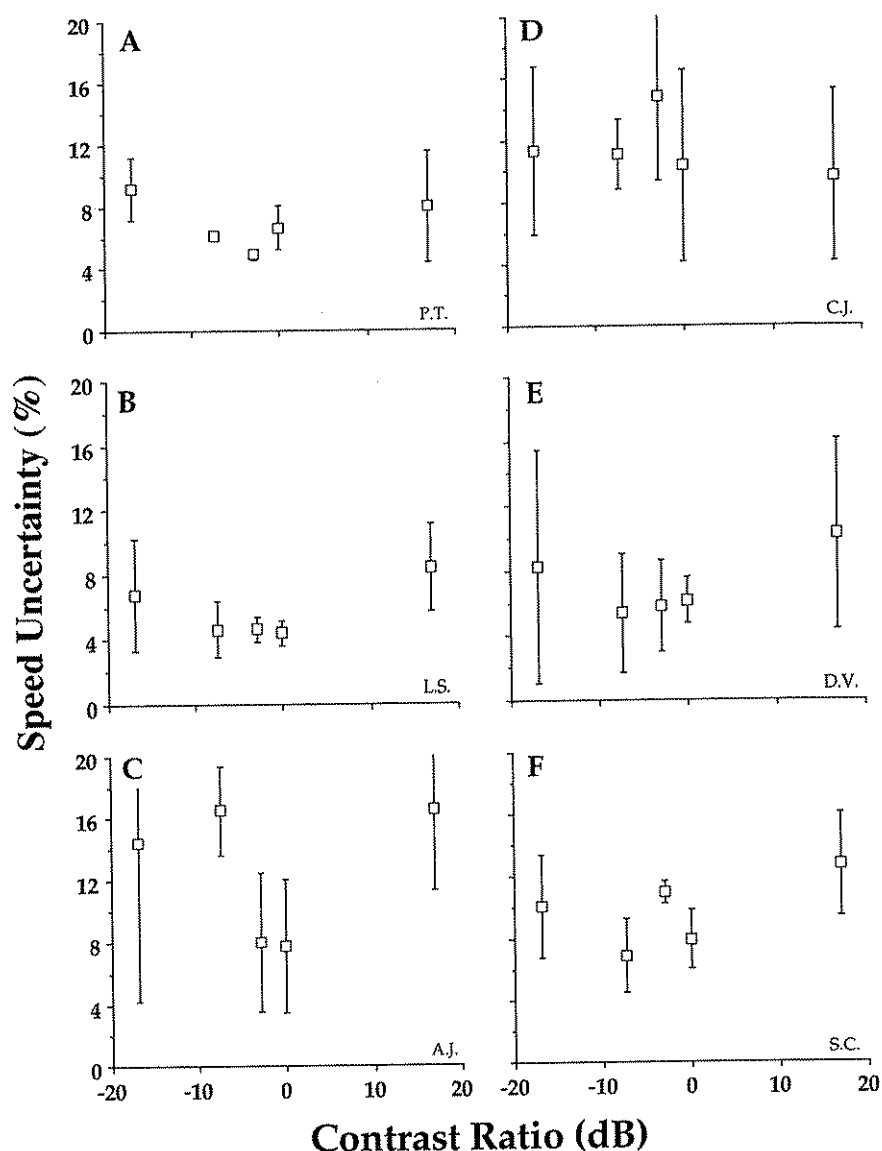 Speed Uncertainty (%)
A
20
16
12
8
4
0
P.T.
D
C.J.
B
20
16
12
8
4
0
L.S.
E
D.V.
C
20
16
12
8
4
0
A.J.
-20 -10 0 10 20
F
S.C.
-20 -10 0 10 20
Contrast Ratio (dB)